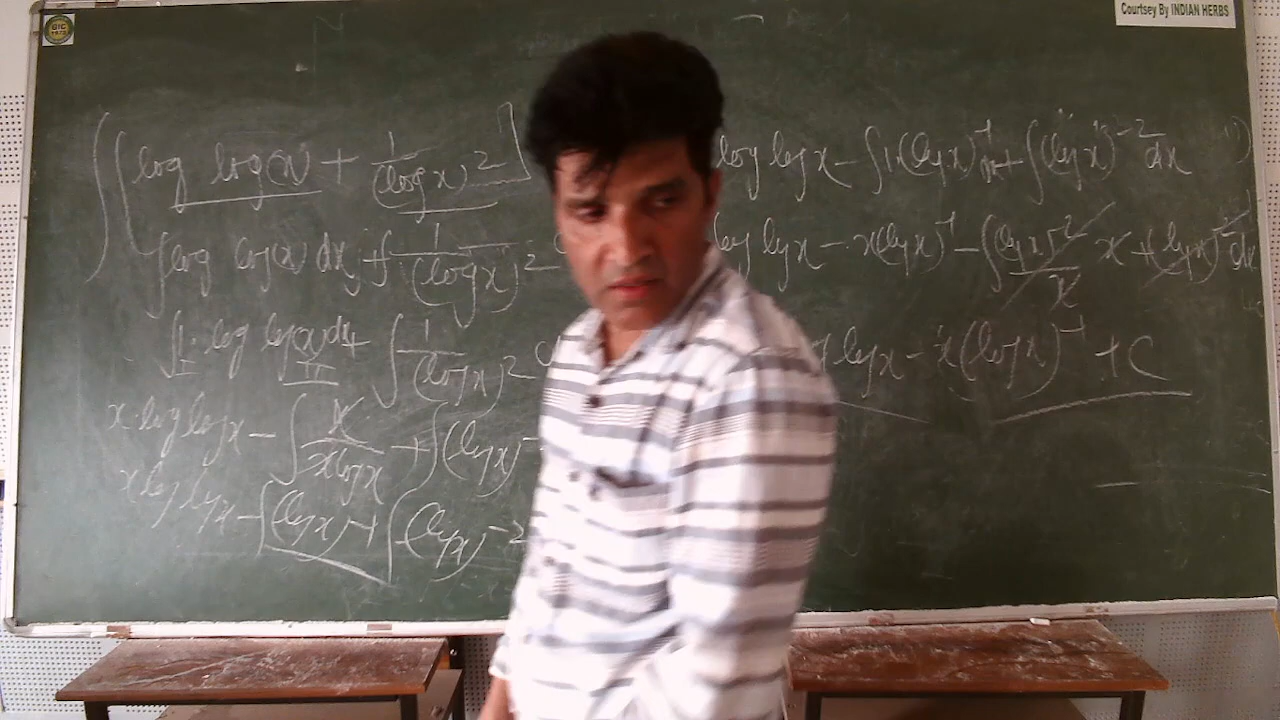 Courtsey By INDIAN HERBS
GIC
∫[log log(x) + 1/(log x)²]
∫log log(x) dx + ∫ 1/(log x)²
∫1. log log x dx + ∫ 1/(log x)²
x. log log x - ∫ x/(x log x) + ∫(log x)⁻
x log log x - ∫(log x)⁻¹ + ∫(log x)⁻²
log log x - ∫1.(log x)⁻¹ dx + ∫(log x)⁻² dx
log log x - x(log x)⁻¹ - ∫ (log x)⁻²/x x + (log x)⁻² dx
log x - x(log x)⁻¹ + C